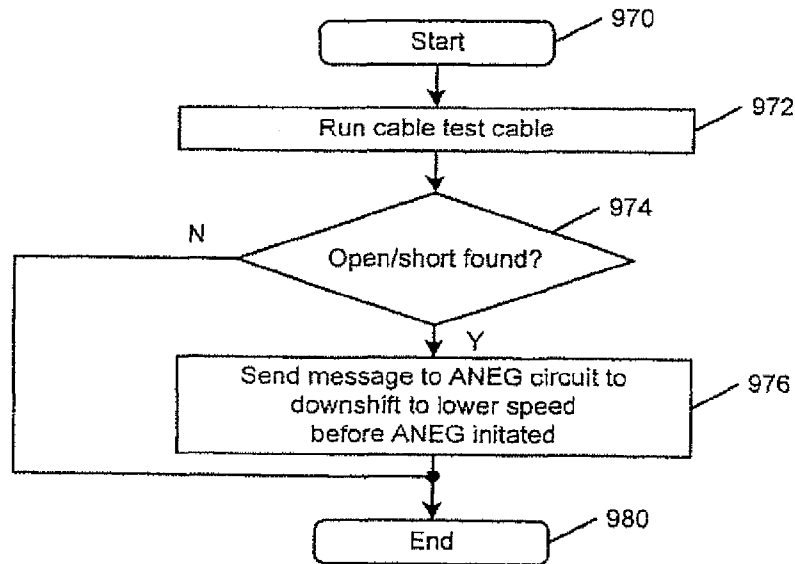 Start
970
Run cable test cable
972
974
N
Open/short found?
Y
Send message to ANEG circuit to
downshift to lower speed
before ANEG initated
976
End
980